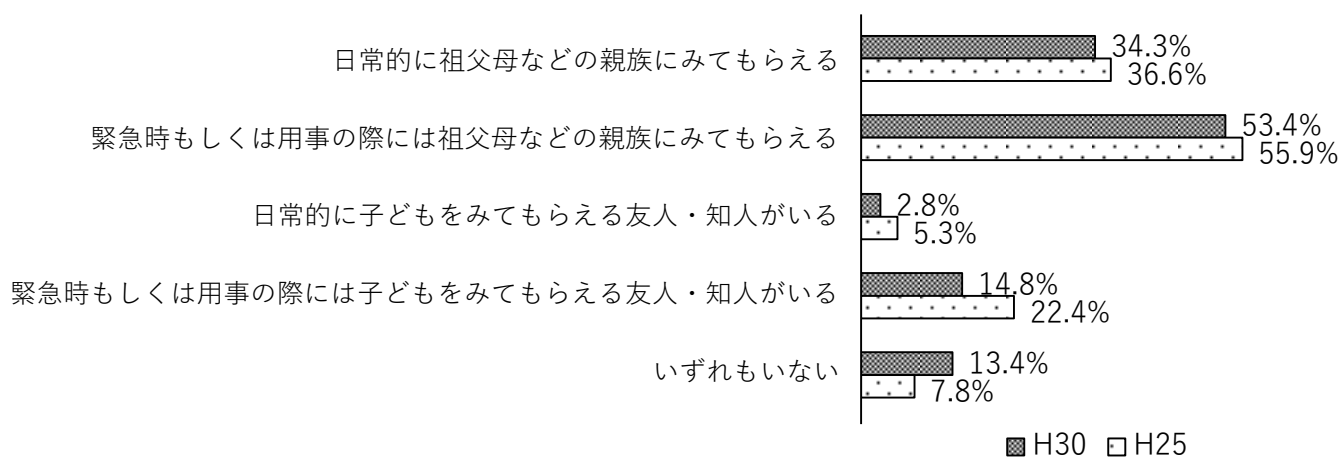 日常的に祖父母などの親族にみてもらえる
34.3%
36.6%
緊急時もしくは用事の際には祖父母などの親族にみてもらえる
53.4%
55.9%
日常的に子どもをみてもらえる友人・知人がいる
2.8%
5.3%
緊急時もしくは用事の際には子どもをみてもらえる友人・知人がいる
14.8%
22.4%
いずれもいない
13.4%
7.8%
H30 H25